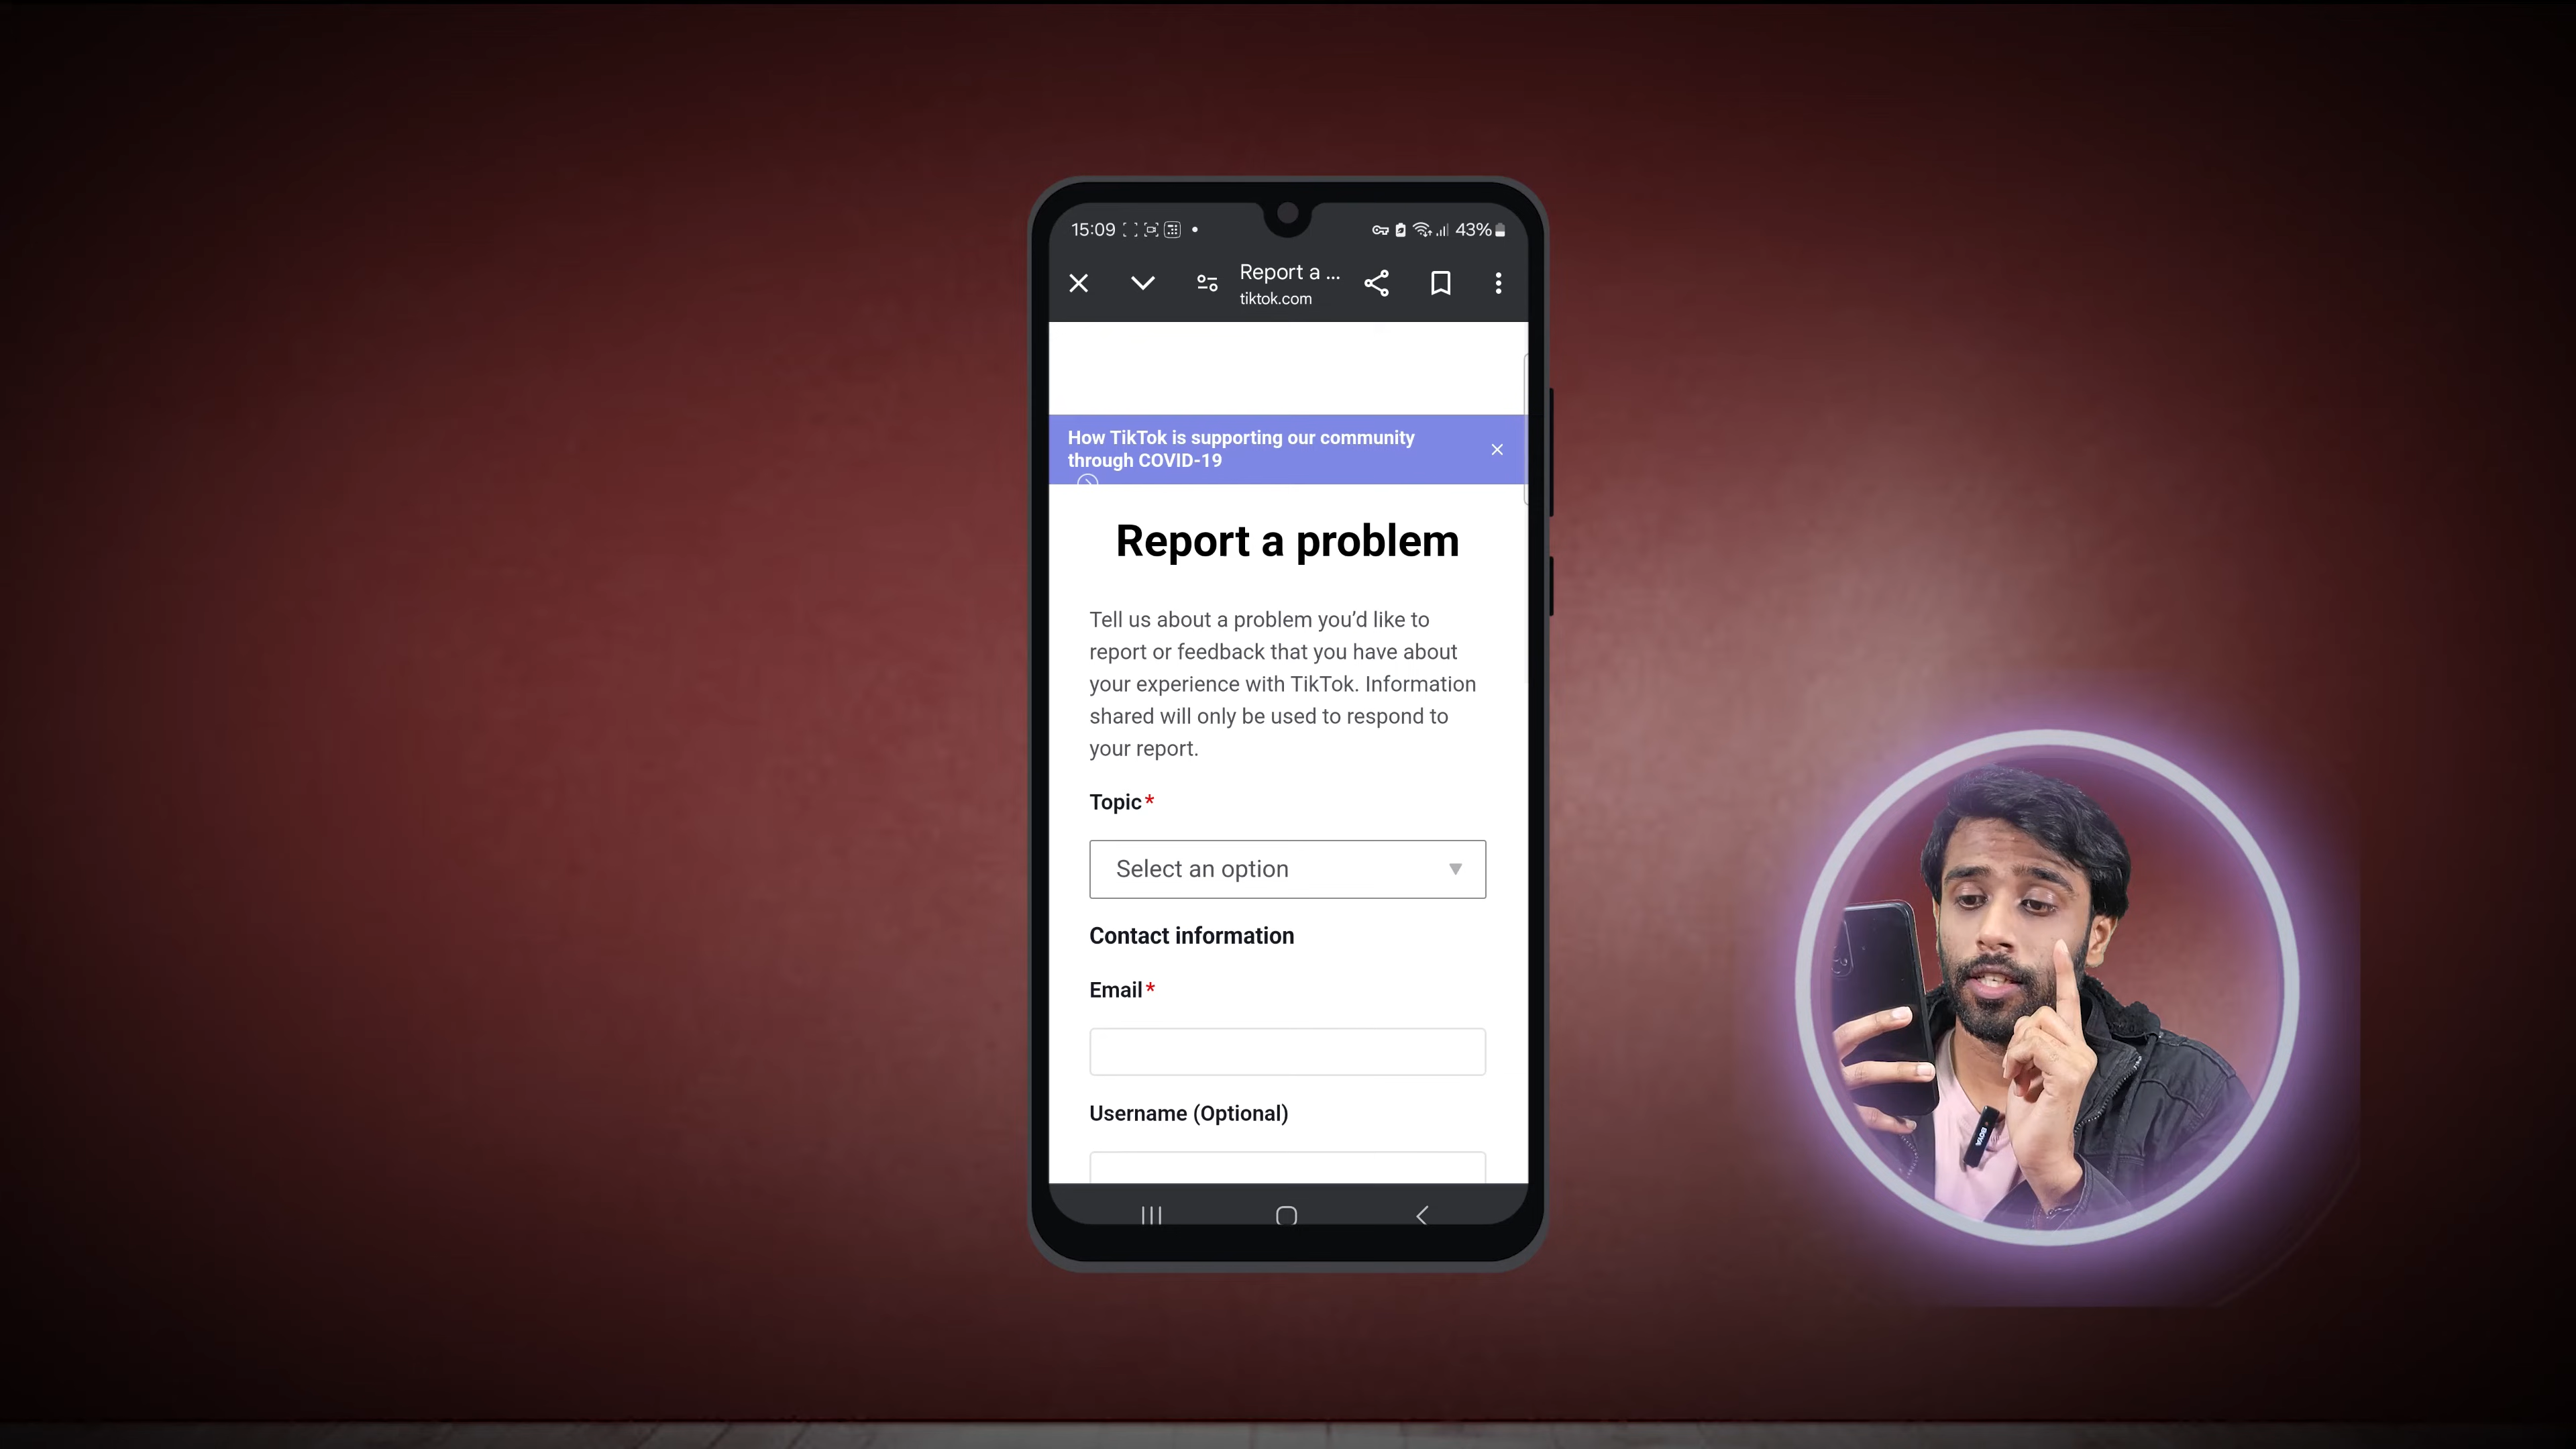 15:09
43%
Report a ...
tiktok.com
How TikTok is supporting our community
through COVID-19
Report a problem
Tell us about a problem you’d like to
report or feedback that you have about
your experience with TikTok. Information
shared will only be used to respond to
your report.
Topic*
Select an option
Contact information
Email*
Username (Optional)
BOYA